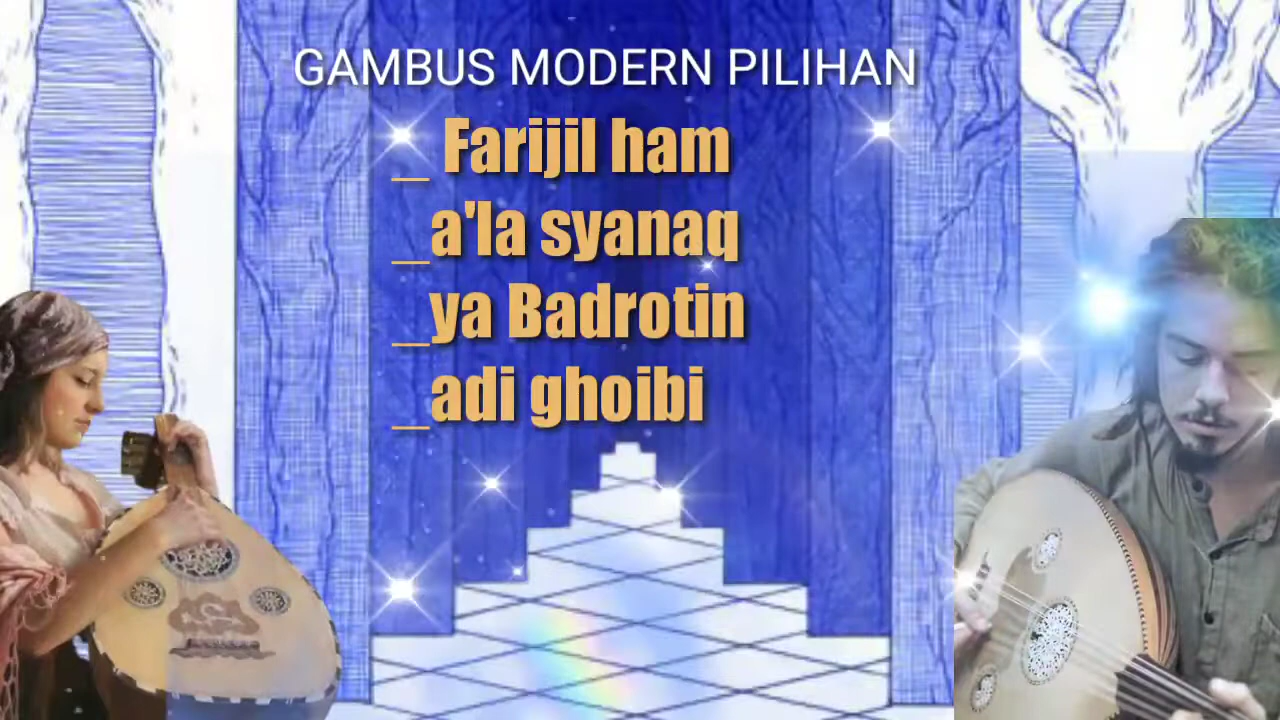 GAMBUS MODERN PILIHAN
_ Farijil ham
_a'la syanaq
_ya Badrotin
_adi ghoibi